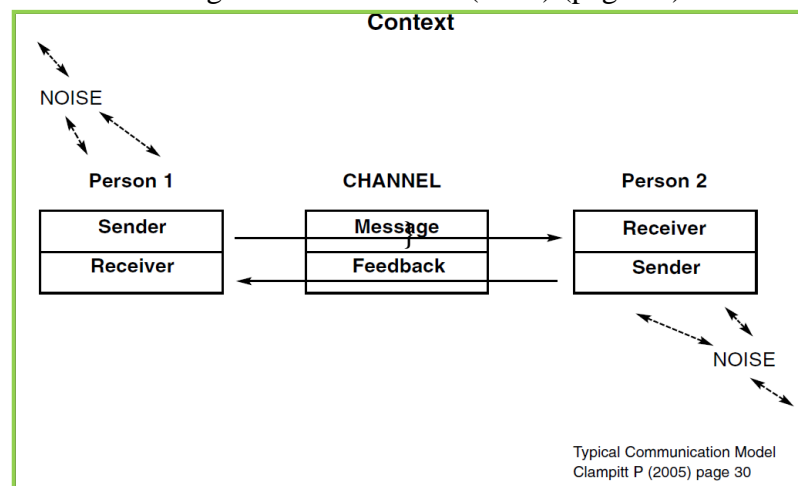 Context
NOISE
Person 1
CHANNEL
Person 2
Sender
Message
Receiver
Receiver
Feedback
Sender
NOISE
Typical Communication Model
Clampitt P (2005) page 30